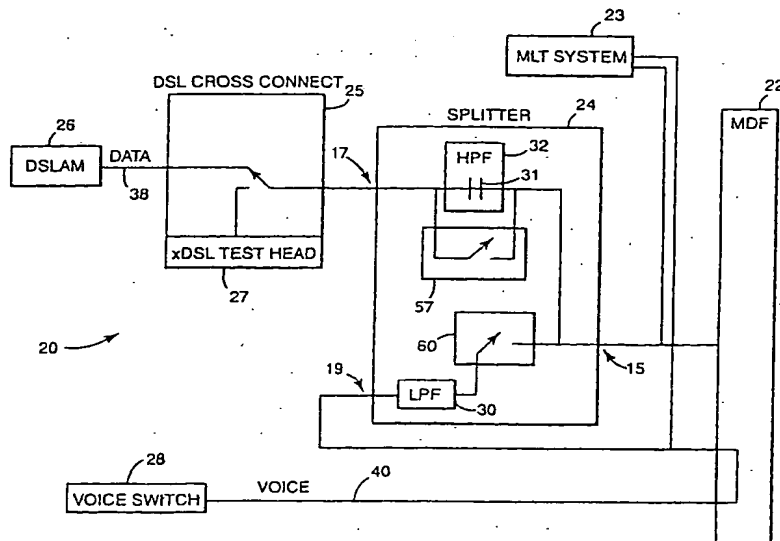 23
MLT SYSTEM
22
MDF
DSL CROSS CONNECT
25
SPLITTER
24
26
DSLAM
DATA
38
17
HPF
32
31
xDSL TEST HEAD
27
57
20
60
19
LPF
30
15
28
VOICE SWITCH
VOICE
40